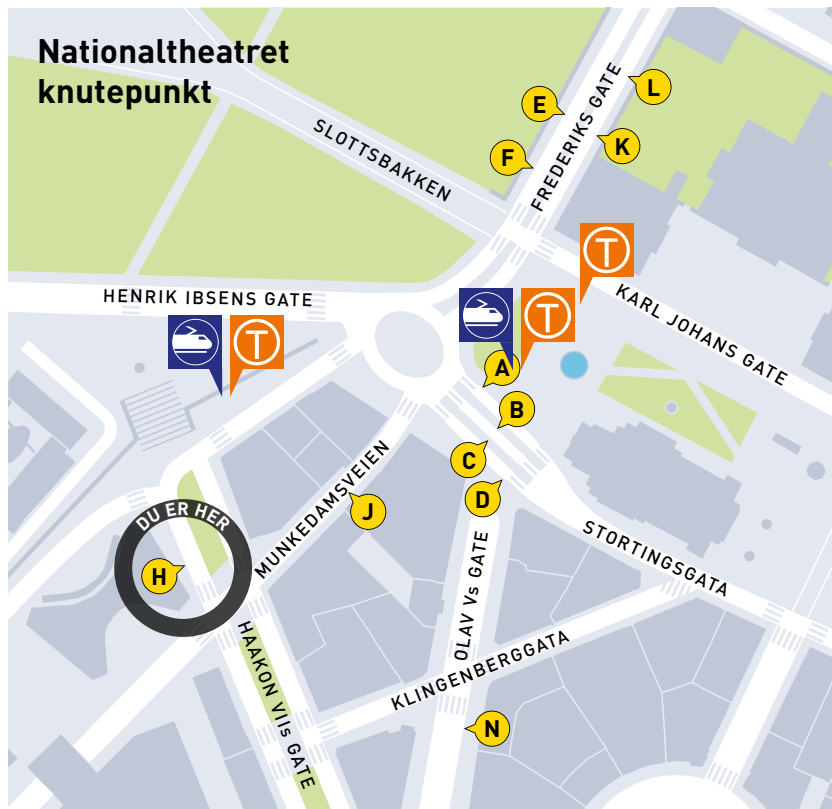 Nationaltheatret
knutepunkt
L
E
K
F
FREDERIKS GATE
SLOTTSBAKKEN
T
HENRIK IBSENS GATE
KARL JOHANS GATE
T
T
A
B
C
D
MUNKEDAMSVEIEN
J
DU ER HER
H
STORTINGSGATA
OLAV Vs GATE
KLINGENBERGGATA
HAAKON VIIs GATE
N